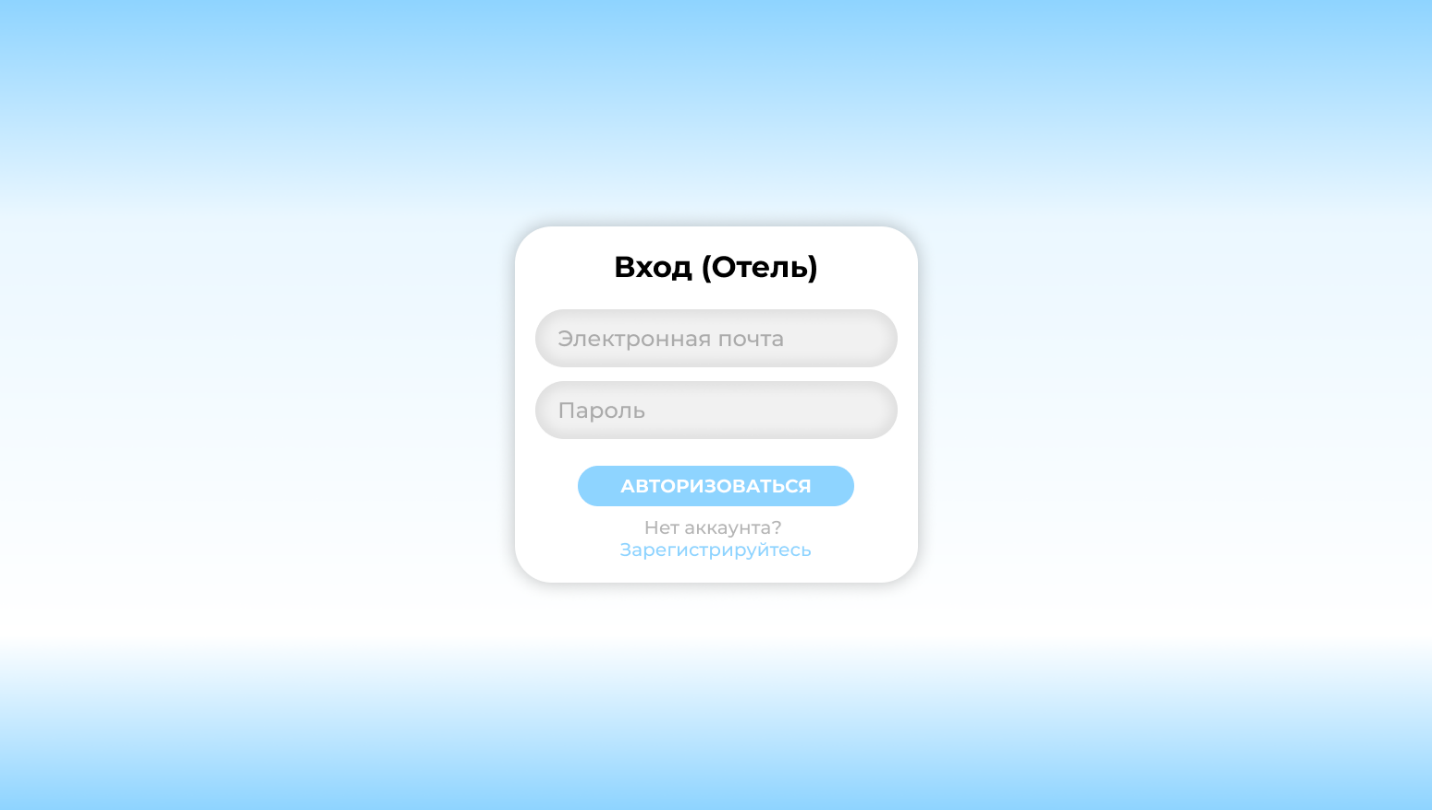 Вход (Отель)
Электронная почта
Пароль
АВТОРИЗОВАТЬСЯ
Нет аккаунта?
Зарегистрируйтесь